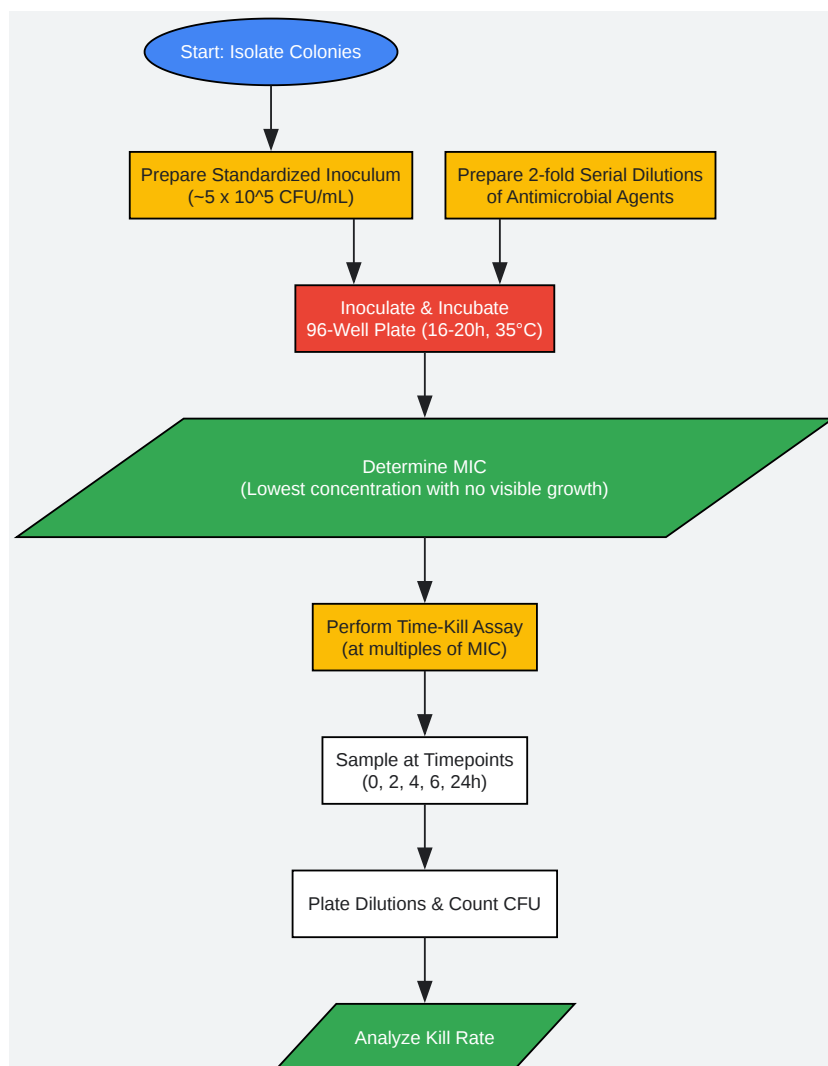 Start: Isolate Colonies
Prepare Standardized Inoculum
(~5 x 10^5 CFU/mL)
Prepare 2-fold Serial Dilutions
of Antimicrobial Agents
Inoculate & Incubate
96-Well Plate (16-20h, 35°C)
Determine MIC
(Lowest concentration with no visible growth)
Perform Time-Kill Assay
(at multiples of MIC)
Sample at Timepoints
(0, 2, 4, 6, 24h)
Plate Dilutions & Count CFU
Analyze Kill Rate